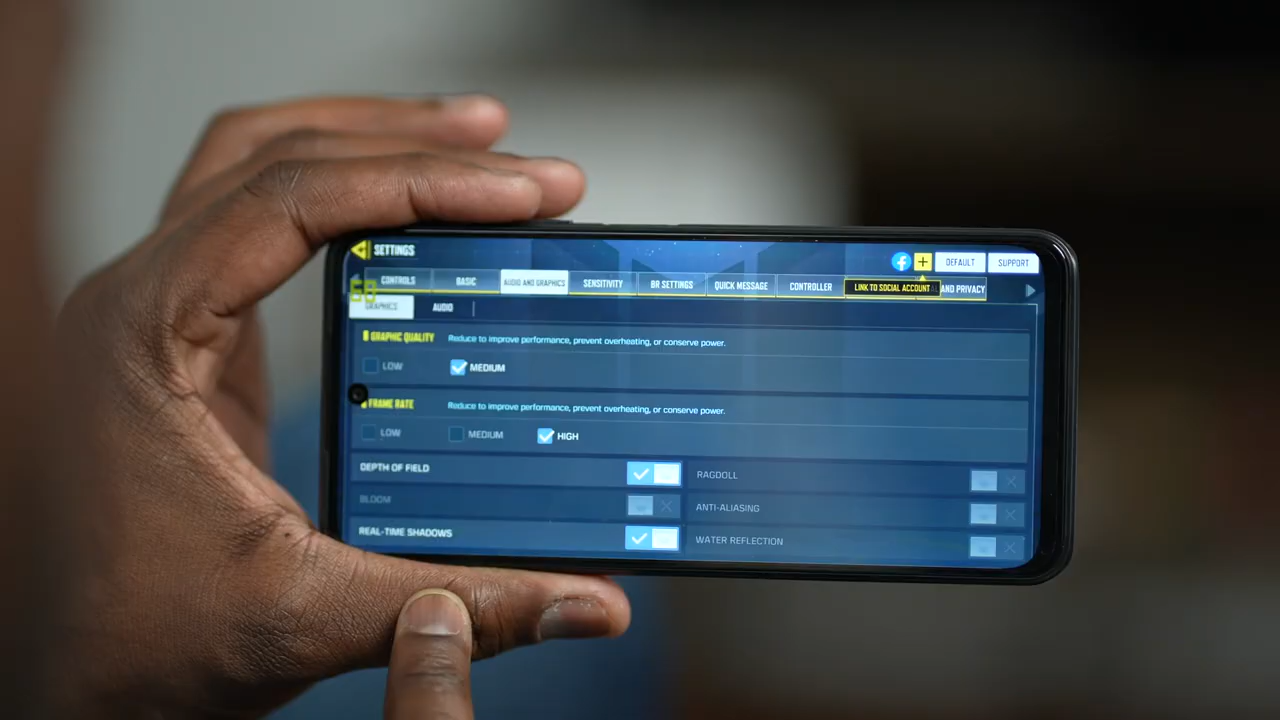 SETTINGS
DEFAULT
SUPPORT
CONTROLS
BASIC
AUDIO AND GRAPHICS
SENSITIVITY
BR SETTINGS
QUICK MESSAGE
CONTROLLER
LINK TO SOCIAL ACCOUNT
AND PRIVACY
60
GRAPHICS
AUDIO
GRAPHIC QUALITY
Reduce to improve performance, prevent overheating, or conserve power.
LOW
MEDIUM
FRAME RATE
Reduce to improve performance, prevent overheating, or conserve power.
LOW
MEDIUM
HIGH
DEPTH OF FIELD
RAGDOLL
BLOOM
ANTI-ALIASING
REAL-TIME SHADOWS
WATER REFLECTION